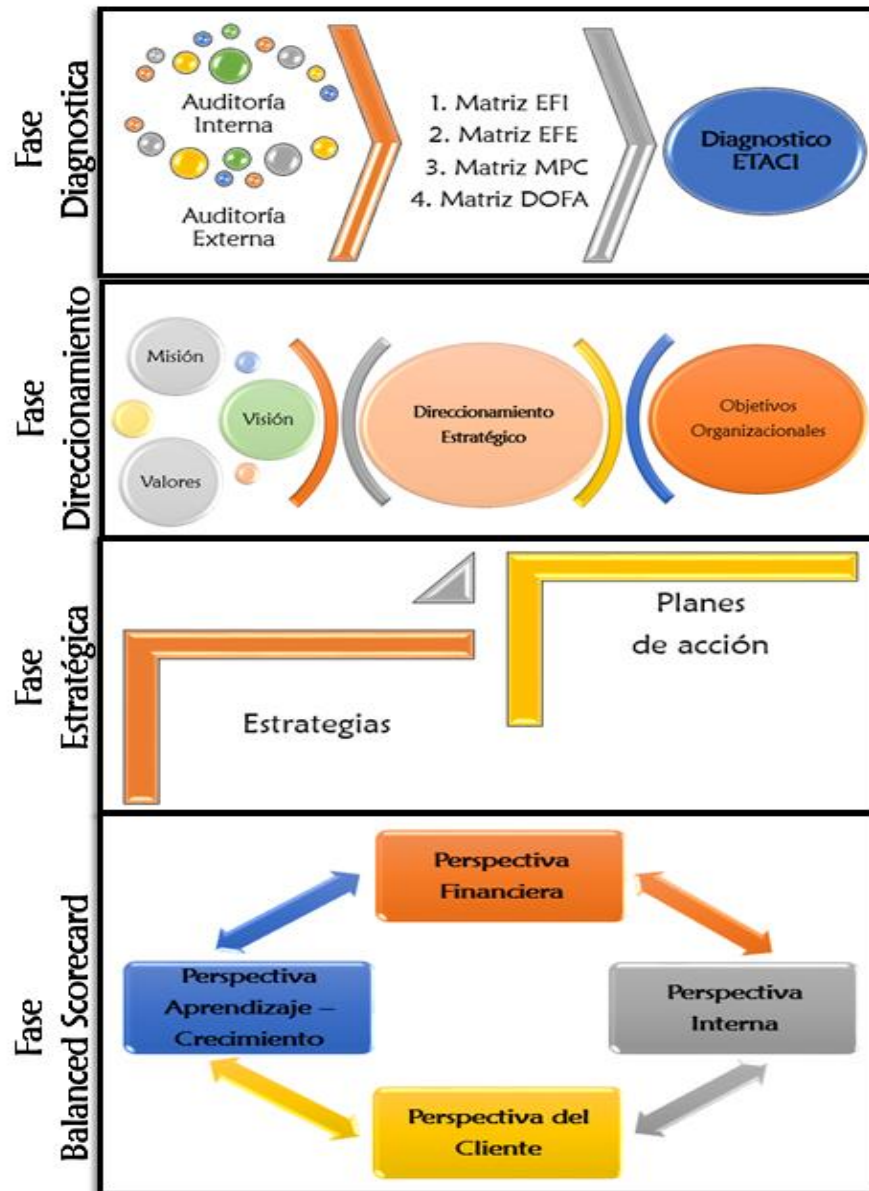 Fase
Diagnostica
Auditoría
Interna
Auditoría
Externa
1. Matriz EFI
2. Matriz EFE
3. Matriz MPC
4. Matriz DOFA
Diagnostico
ETACI
Fase
Direccionamiento
Misión
Visión
Valores
Direccionamiento
Estratégico
Objetivos
Organizacionales
Fase
Estratégica
Estrategias
Planes
de acción
Fase
Balanced Scorecard
Perspectiva
Financiera
Perspectiva
Aprendizaje –
Crecimiento
Perspectiva
Interna
Perspectiva del
Cliente